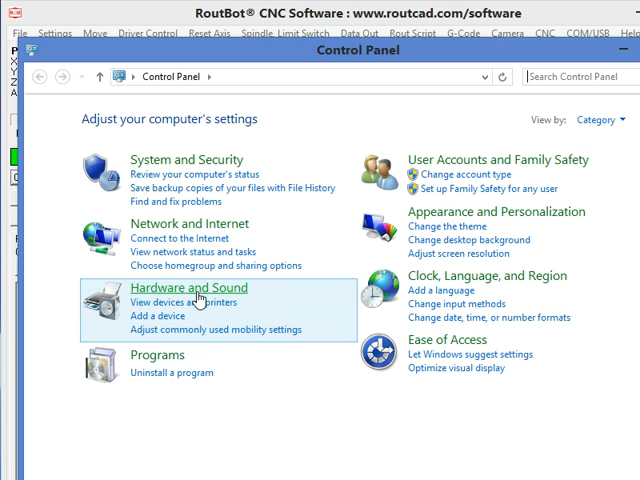 RoutBot® CNC Software : www.routcad.com/software
File Settings Move Driver Control Reset Axis Spindle Limit Switch Data Out Rout Script G-Code Camera CNC COM/USB Help
Control Panel
Control Panel
Search Control Panel
Adjust your computer's settings
View by: Category
System and Security
Review your computer's status
Save backup copies of your files with File History
Find and fix problems
Network and Internet
Connect to the Internet
View network status and tasks
Choose homegroup and sharing options
Hardware and Sound
View devices and printers
Add a device
Adjust commonly used mobility settings
Programs
Uninstall a program
User Accounts and Family Safety
Change account type
Set up Family Safety for any user
Appearance and Personalization
Change the theme
Change desktop background
Adjust screen resolution
Clock, Language, and Region
Add a language
Change input methods
Change date, time, or number formats
Ease of Access
Let Windows suggest settings
Optimize visual display